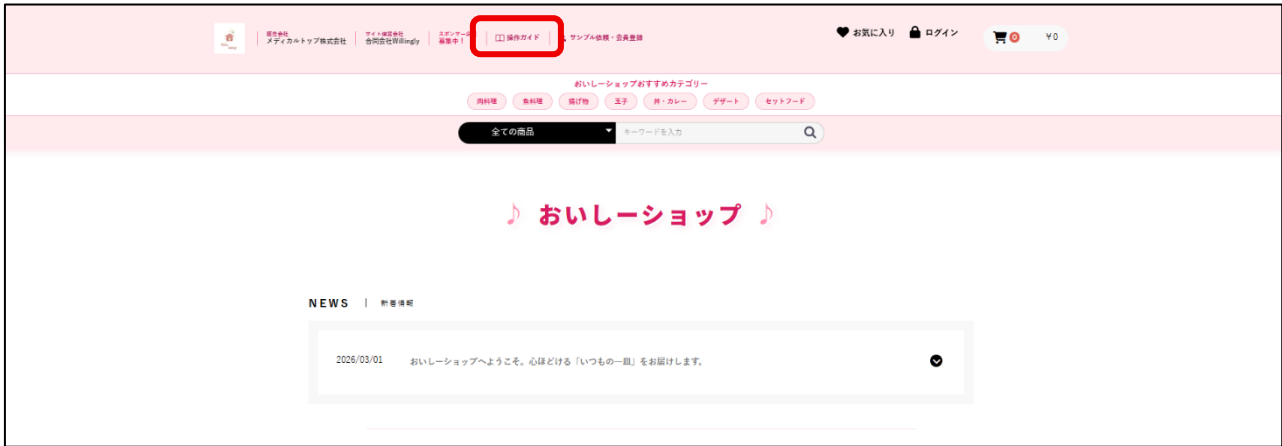 販売会社
メディカルトップ株式会社
サイト運営会社
合同会社Willingly
募集中!
操作ガイド
サンプル依頼・会員登録
お気に入り
ログイン
0
¥0
おいしーショップおすすめカテゴリー
肉料理
魚料理
揚げ物
玉子
丼・カレー
デザート
セットフード
全ての商品
キーワードを入力
♪ おいしーショップ ♪
NEWS | 新着情報
2026/03/01 おいしーショップへようこそ。心ほどける「いつもの一皿」をお届けします。